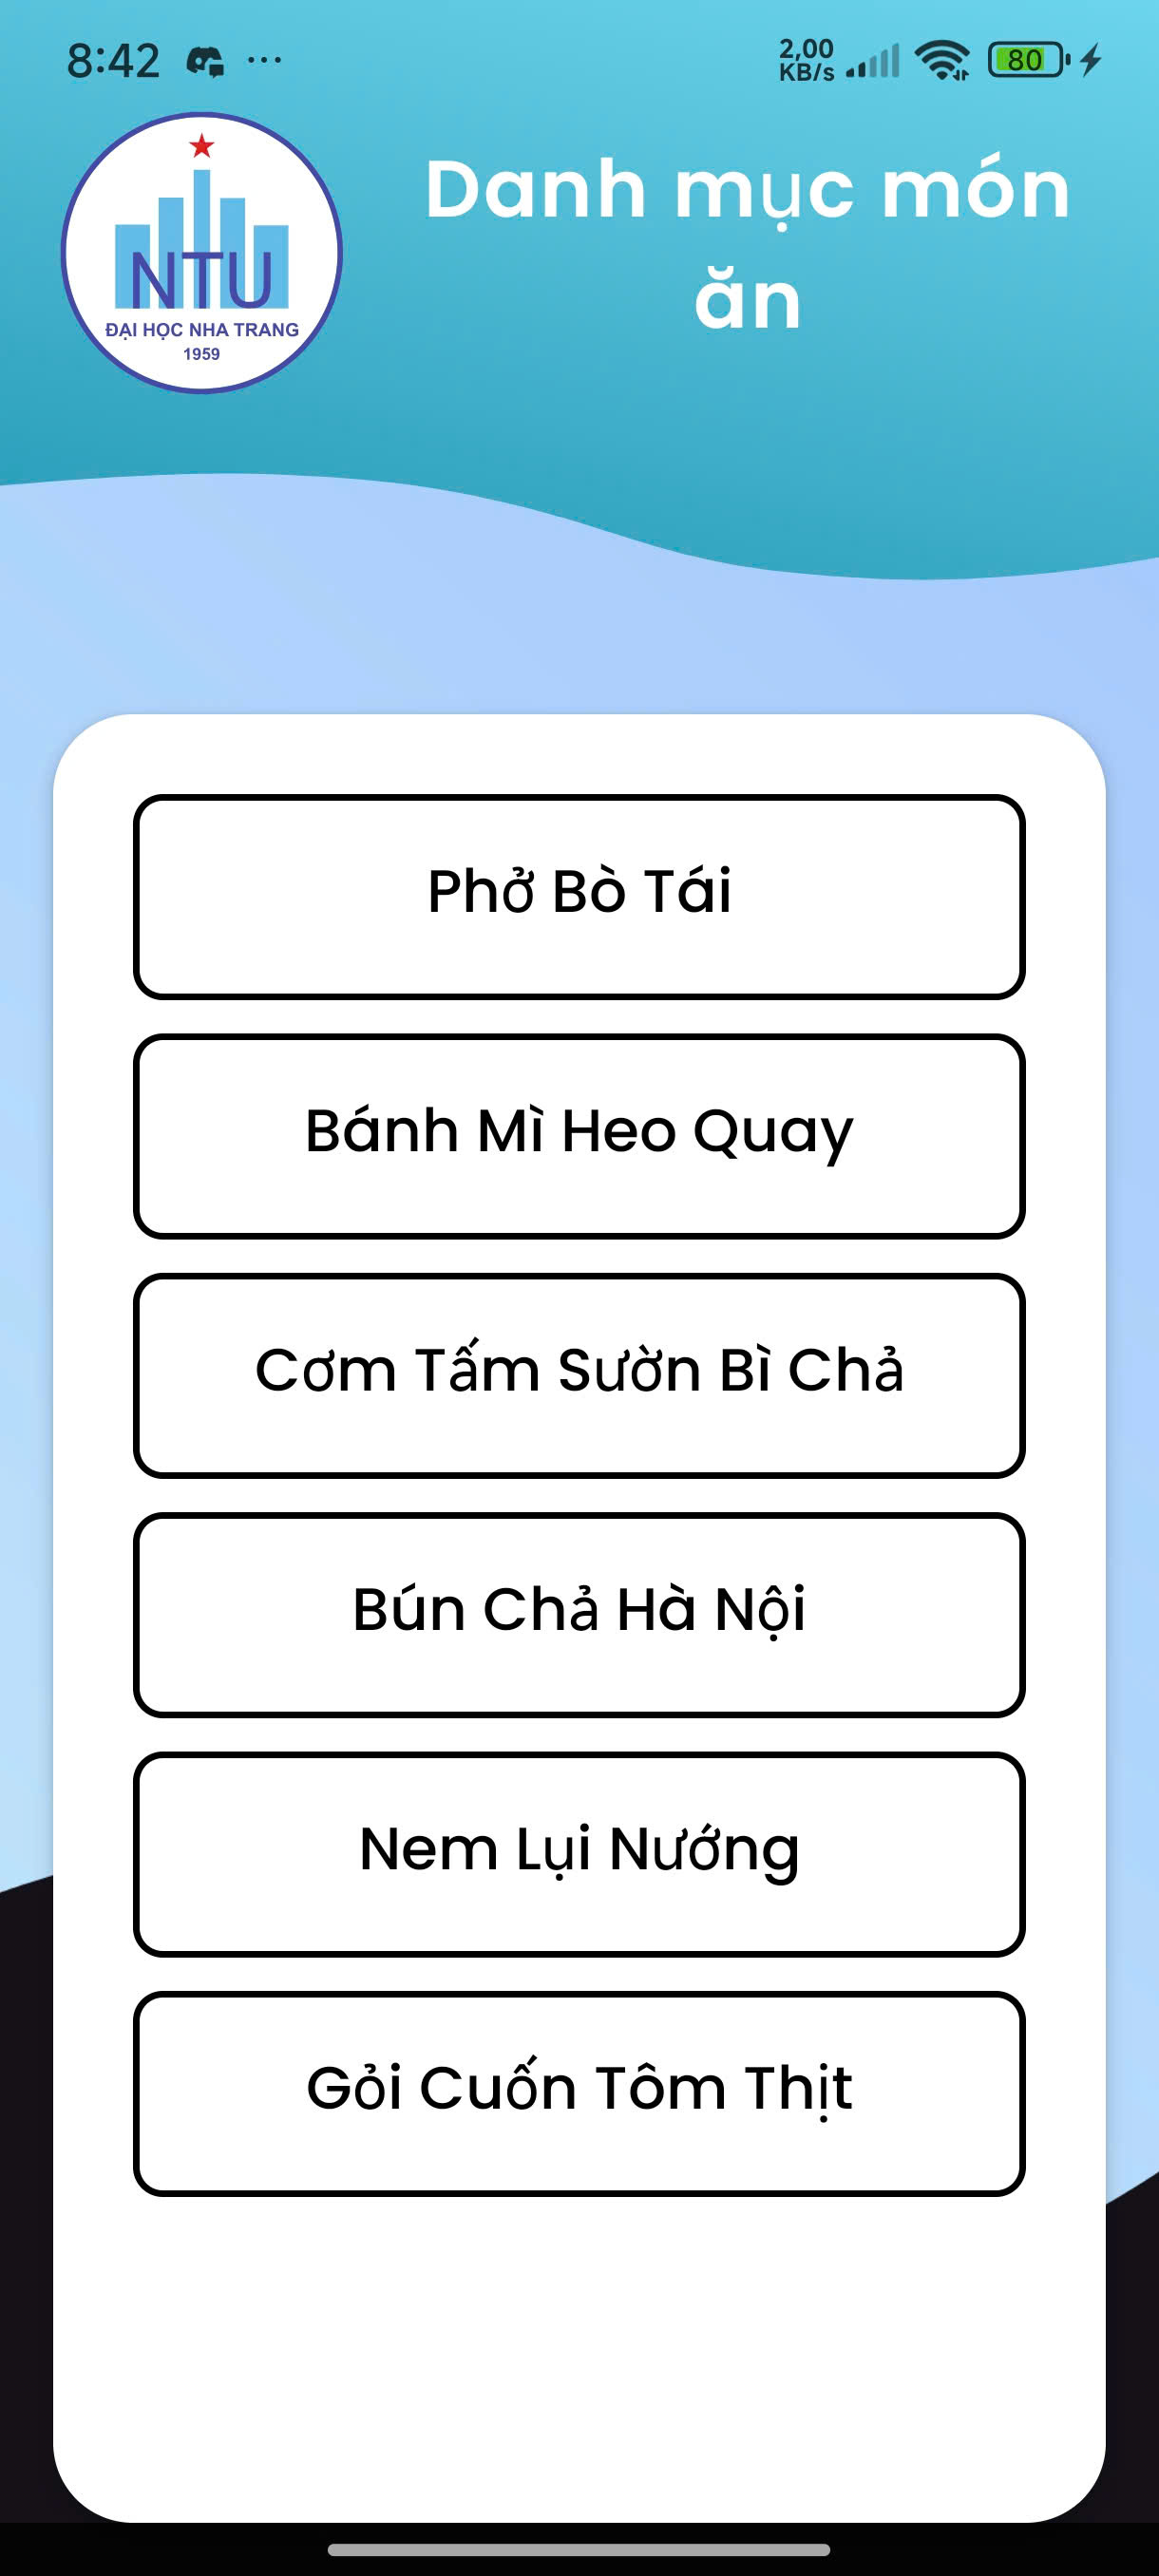 8:42
2,00
KB/s
80
NTU
ĐẠI HỌC NHA TRANG
1959
Danh mục món
ăn
Phở Bò Tái
Bánh Mì Heo Quay
Cơm Tấm Sườn Bì Chả
Bún Chả Hà Nội
Nem Lụi Nướng
Gỏi Cuốn Tôm Thịt